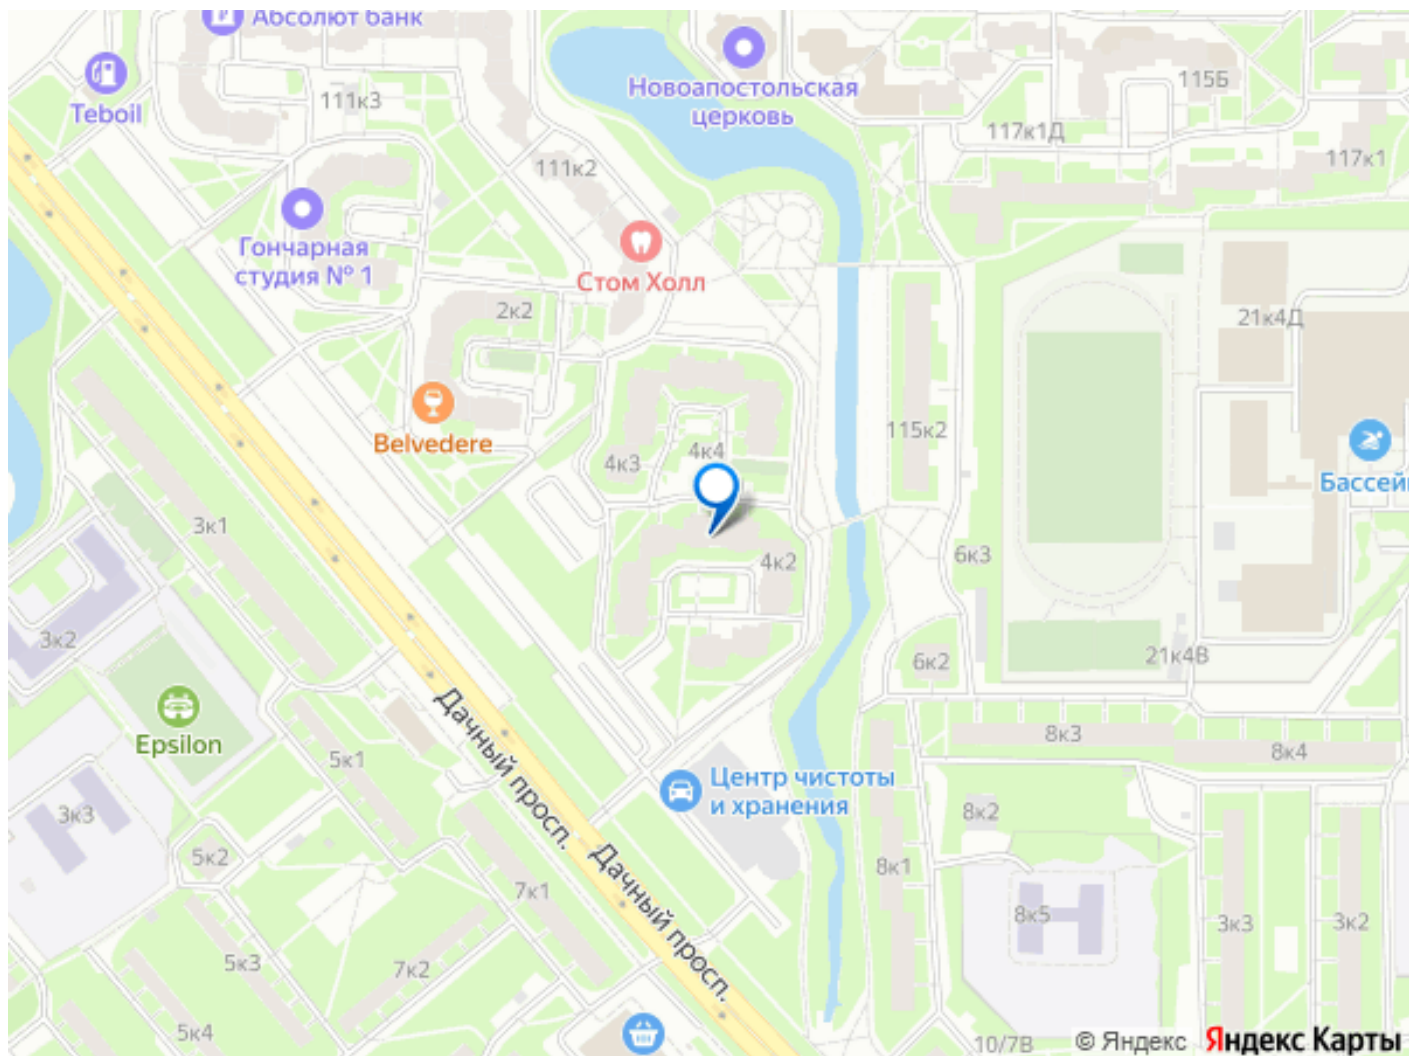 Абсолют банк
Teboil
111к3
Новоапостольская
церковь
115Б
117к1Д
117к1
111к2
Гончарная
студия № 1
Стом Холл
2к2
21к4Д
Belvedere
115к2
4к4
4к3
Бассейн
3к1
6к3
4к2
3к2
6к2
21к4В
Epsilon
Дачный просп.
5к1
8к3
8к4
Центр чистоты
и хранения
3к3
8к2
5к2
Дачный просп.
8к1
7к1
8к5
3к3
3к2
5к3
7к2
5к4
10/7В
© Яндекс Яндекс Карты